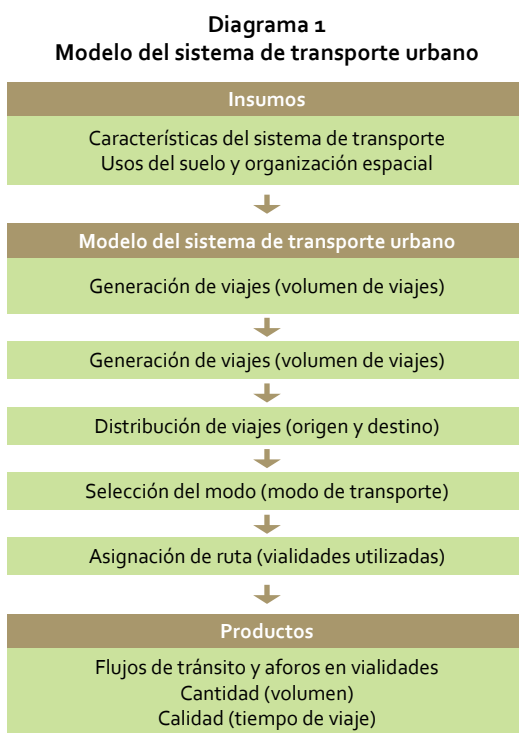 Diagrama 1
Modelo del sistema de transporte urbano
Insumos
Características del sistema de transporte
Usos del suelo y organización espacial
Modelo del sistema de transporte urbano
Generación de viajes (volumen de viajes)
Generación de viajes (volumen de viajes)
Distribución de viajes (origen y destino)
Selección del modo (modo de transporte)
Asignación de ruta (vialidades utilizadas)
Productos
Flujos de tránsito y aforos en vialidades
Cantidad (volumen)
Calidad (tiempo de viaje)